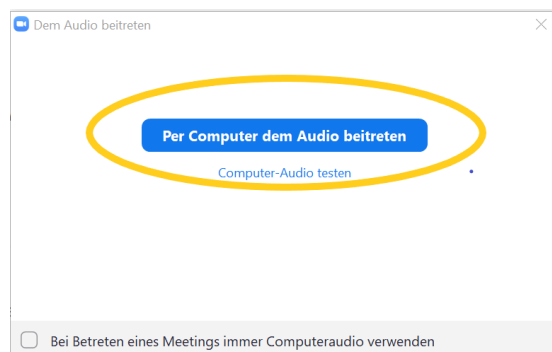 Dem Audio beitreten
Per Computer dem Audio beitreten
Computer-Audio testen
Bei Betreten eines Meetings immer Computeraudio verwenden